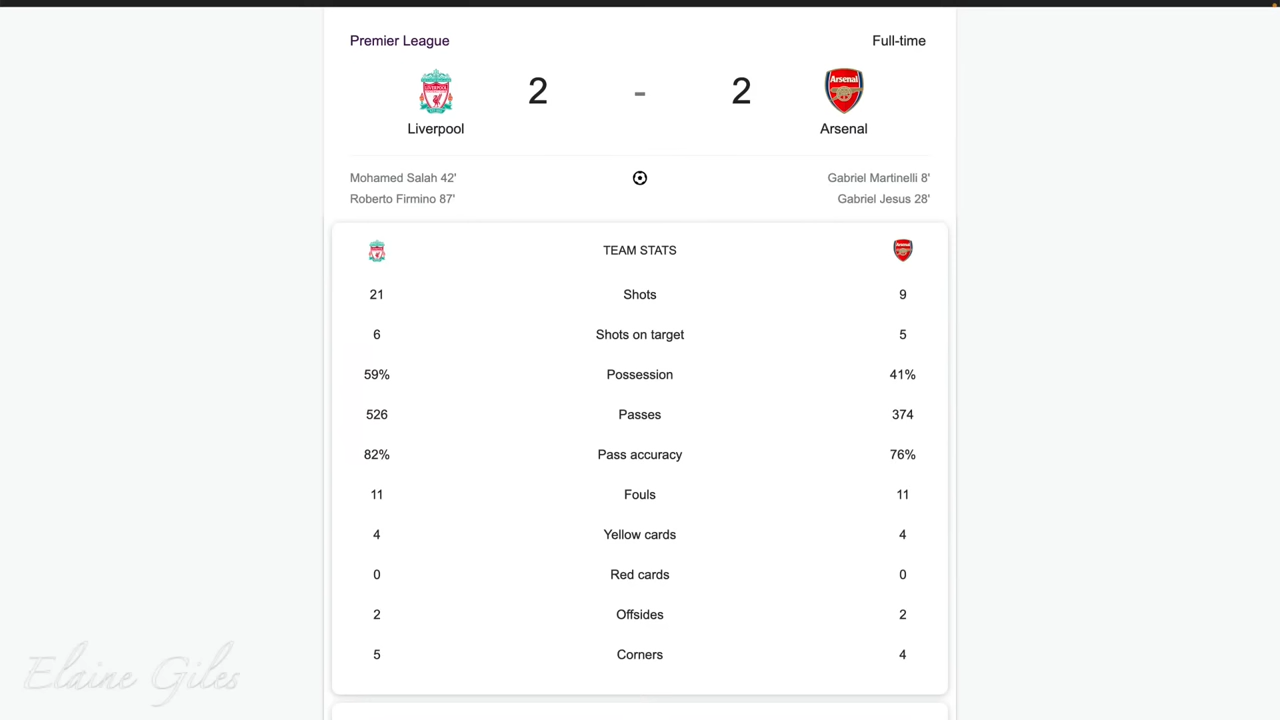 Premier League Full-time
2 - 2
Liverpool Arsenal
Mohamed Salah 42' Gabriel Martinelli 8'
Roberto Firmino 87' Gabriel Jesus 28'
TEAM STATS
21 Shots 9
6 Shots on target 5
59% Possession 41%
526 Passes 374
82% Pass accuracy 76%
11 Fouls 11
4 Yellow cards 4
0 Red cards 0
2 Offsides 2
5 Corners 4
Elaine Giles